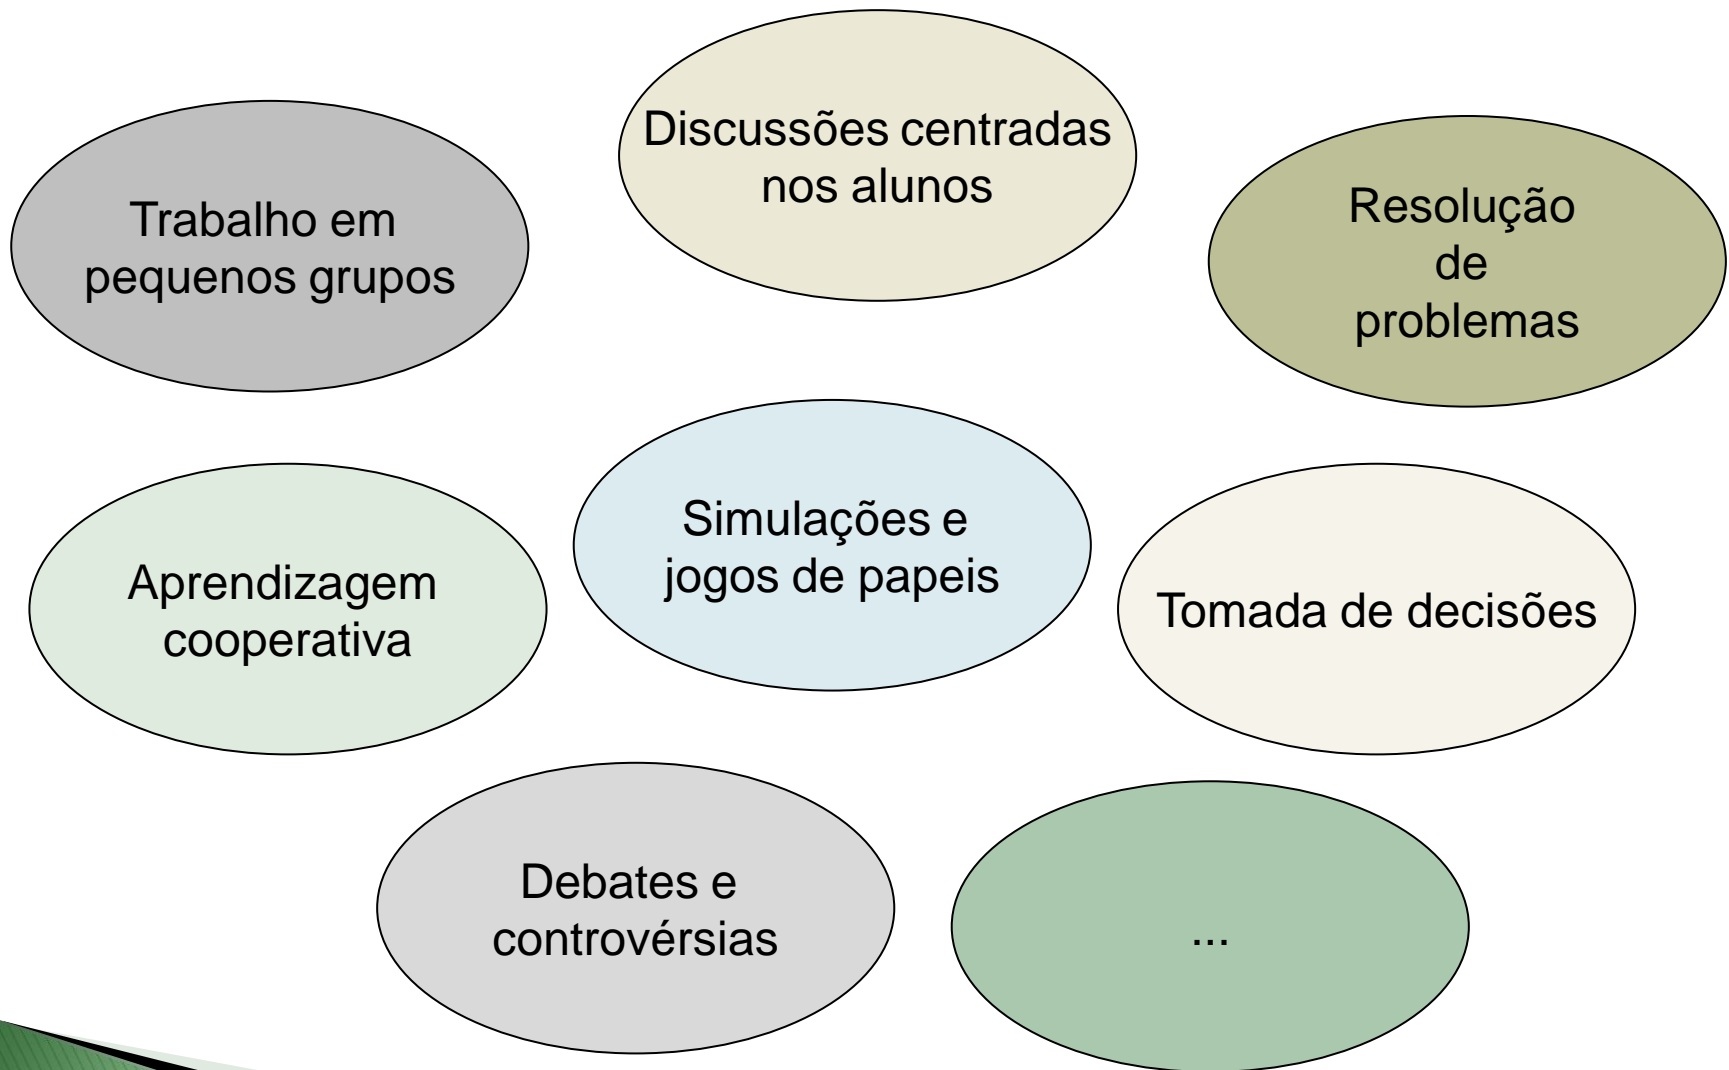 Discussões centradas
nos alunos
Trabalho em
pequenos grupos
Resolução
de
problemas
Simulações e
jogos de papeis
Aprendizagem
cooperativa
Tomada de decisões
Debates e
controvérsias
...